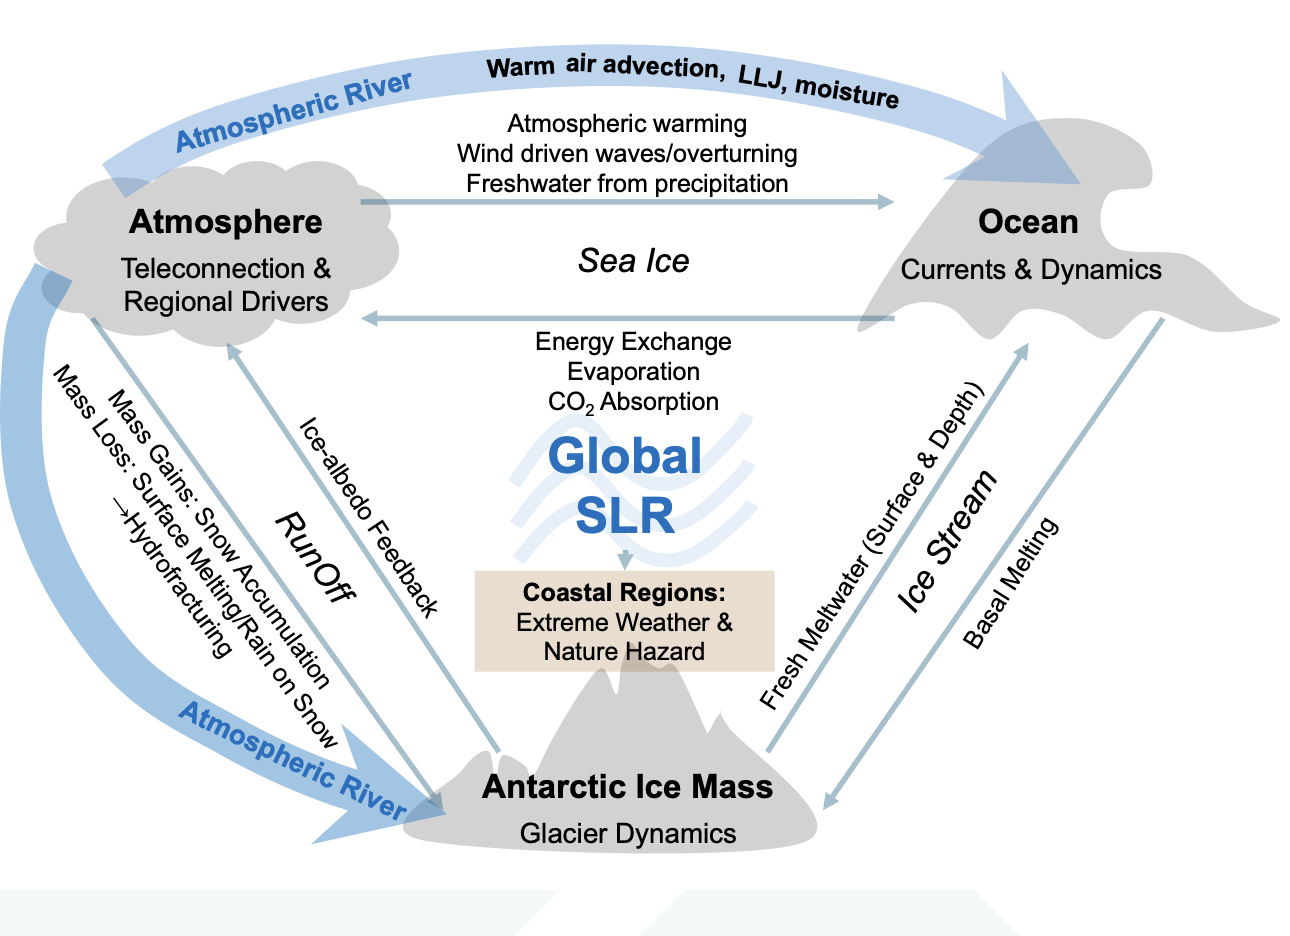 Atmospheric River
Warm air advection, LLJ, moisture
Atmospheric warming
Wind driven waves/overturning
Freshwater from precipitation
Atmosphere
Teleconnection &
Regional Drivers
Ocean
Currents & Dynamics
Sea Ice
Energy Exchange
Evaporation
CO₂ Absorption
Global
SLR
Coastal Regions:
Extreme Weather &
Nature Hazard
Mass Gains: Snow Accumulation
Mass Loss: Surface Melting/Rain on Snow
→Hydrofracturing
RunOff
Ice-albedo Feedback
Fresh Meltwater (Surface & Depth)
Ice Stream
Basal Melting
Atmospheric River
Antarctic Ice Mass
Glacier Dynamics